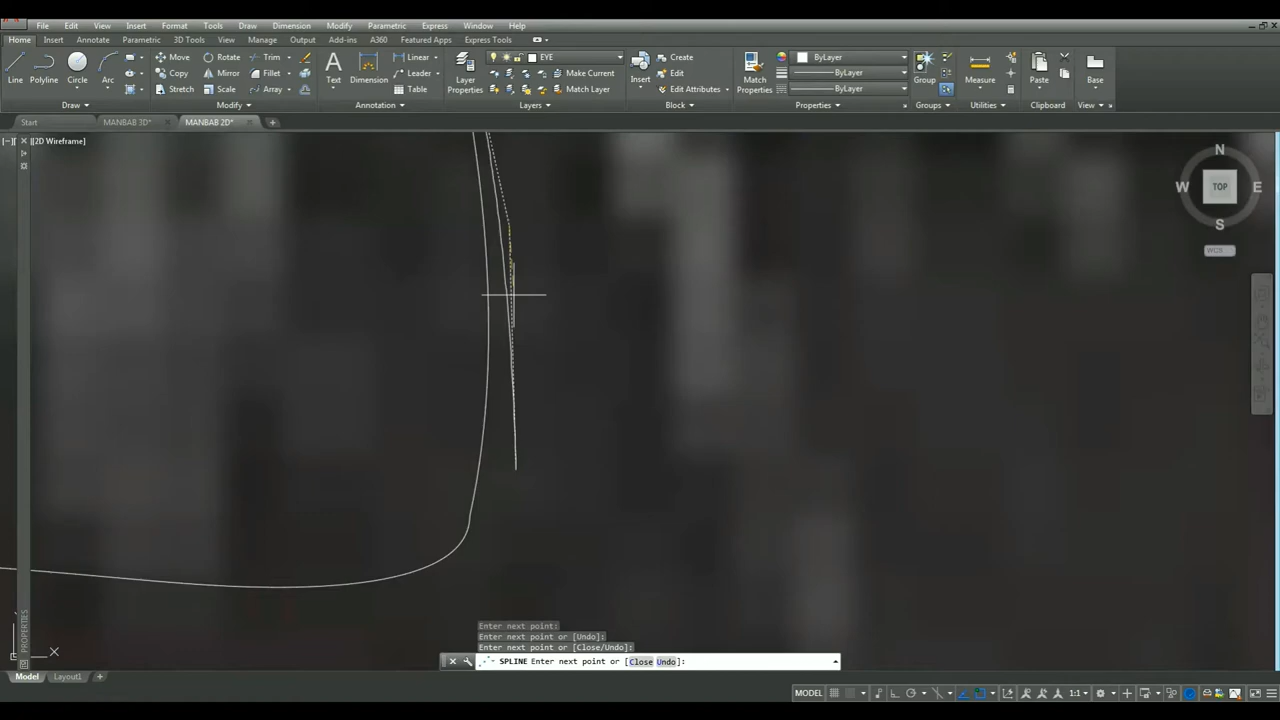 File Edit View Insert Format Tools Draw Dimension Modify Parametric Express Window Help
Home Insert Annotate Parametric 3D Tools View Manage Output Add-ins A360 Featured Apps Express Tools
Line Polyline Circle Arc
Move Rotate Trim
Copy Mirror Fillet
Stretch Scale Array
Text Dimension
Linear
Leader
Table
Layer Properties
EYE
Make Current
Match Layer
Insert
Create
Edit
Edit Attributes
Match Properties
ByLayer
ByLayer
ByLayer
Group
Measure
Paste
Base
Draw Modify Annotation Layers Block Properties Groups Utilities Clipboard View
Start MANBAB 3D* MANBAB 2D*
[–][ [2D Wireframe]
N
W TOP E
S
WCS
PROPERTIES
Enter next point:
Enter next point or [Undo]:
Enter next point or [Close/Undo]:
SPLINE Enter next point or [Close Undo]:
Model Layout1
MODEL 1:1